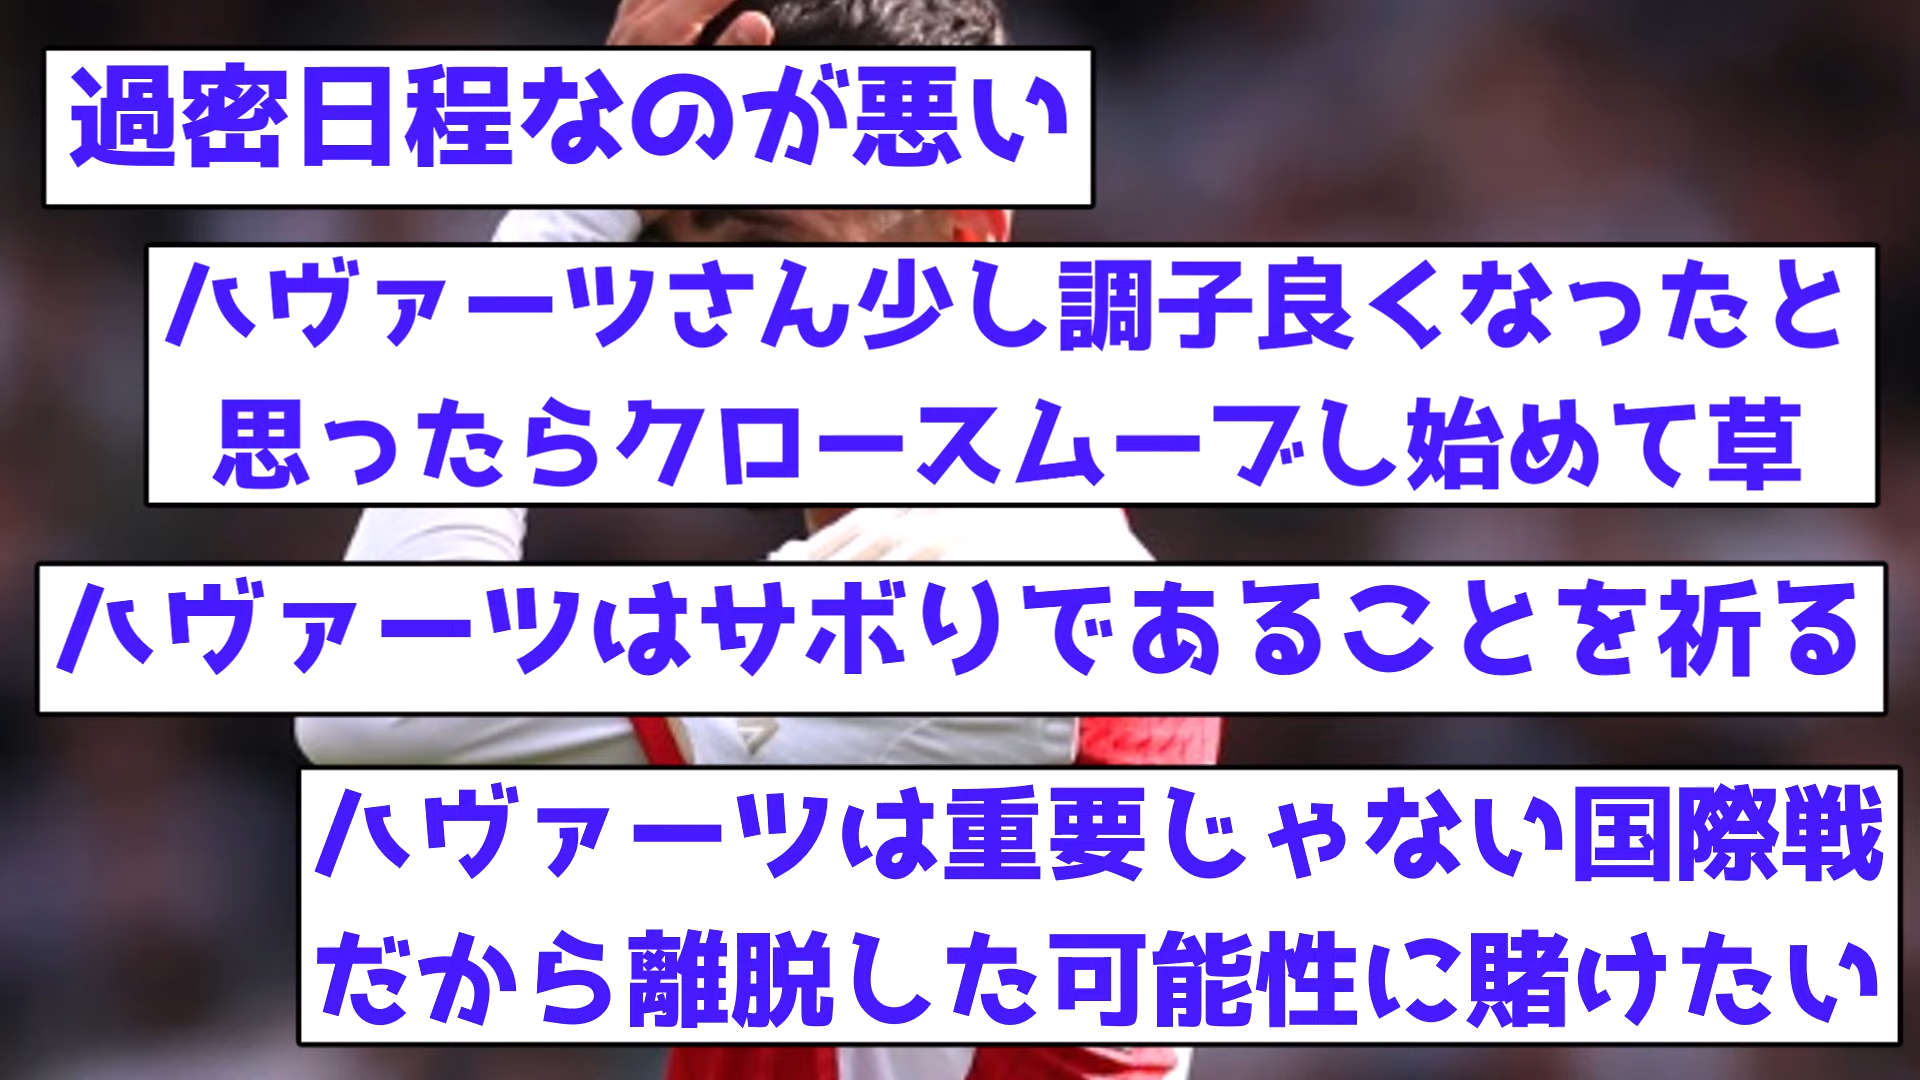 過密日程なのが悪い
ハヴァーツさん少し調子良くなったと
思ったらクロースムーブし始めて草
ハヴァーツはサボりであることを祈る
ハヴァーツは重要じゃない国際戦
だから離脱した可能性に賭けたい